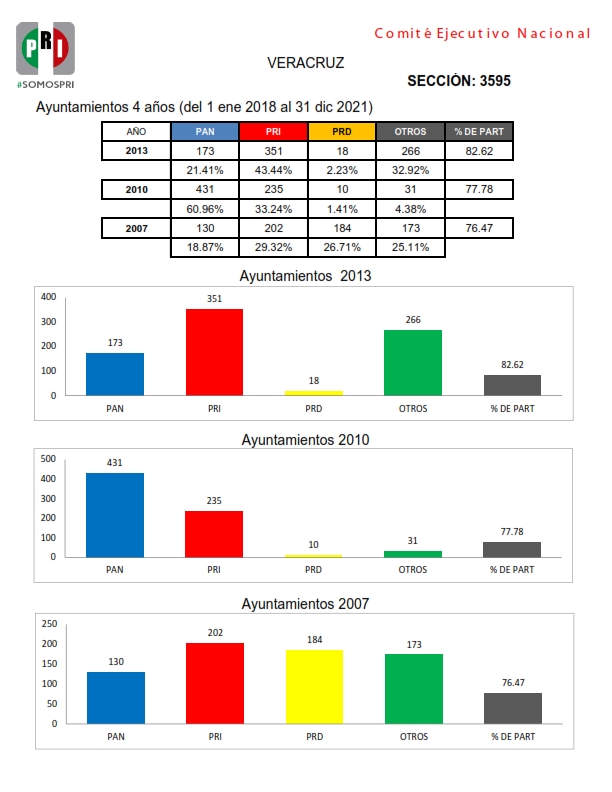 Comité Ejecutivo Nacional
PRI
#SOMOSPRI
VERACRUZ
SECCIÓN: 3595
Ayuntamientos 4 años (del 1 ene 2018 al 31 dic 2021)
AÑO PAN PRI PRD OTROS % DE PART
2013 173 351 18 266 82.62
21.41% 43.44% 2.23% 32.92%
2010 431 235 10 31 77.78
60.96% 33.24% 1.41% 4.38%
2007 130 202 184 173 76.47
18.87% 29.32% 26.71% 25.11%
Ayuntamientos 2013
400
300
200
100
0
173 351 18 266 82.62
PAN PRI PRD OTROS % DE PART
Ayuntamientos 2010
500
400
300
200
100
0
431 235 10 31 77.78
PAN PRI PRD OTROS % DE PART
Ayuntamientos 2007
250
200
150
100
50
0
130 202 184 173 76.47
PAN PRI PRD OTROS % DE PART